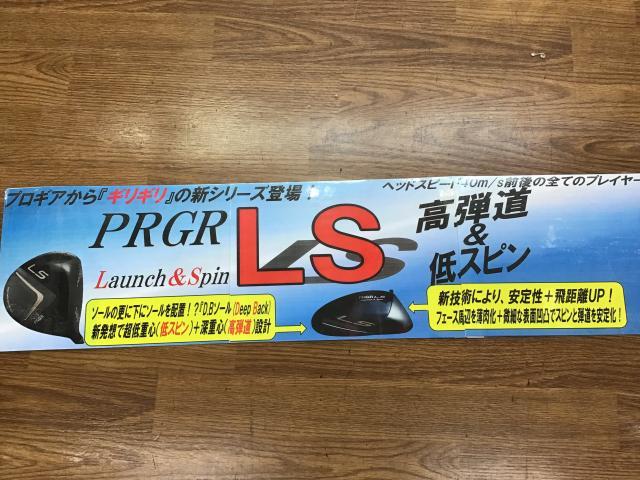 プロギアから『ギリギリ』の新シリーズ登場!
ヘッドスピード40m/s前後の全てのプレイヤー
PRGR
LS
高弾道
&
低スピン
Launch&Spin
LS
ソールの更に下にソールを配置!?『D.Bソール(Deep Back)
新発想で超低重心(低スピン)+深重心(高弾道)設計
LS
新技術により、安定性+飛距離UP!
フェース周辺を薄肉化+微細な表面凹凸でスピンと弾道を安定化!